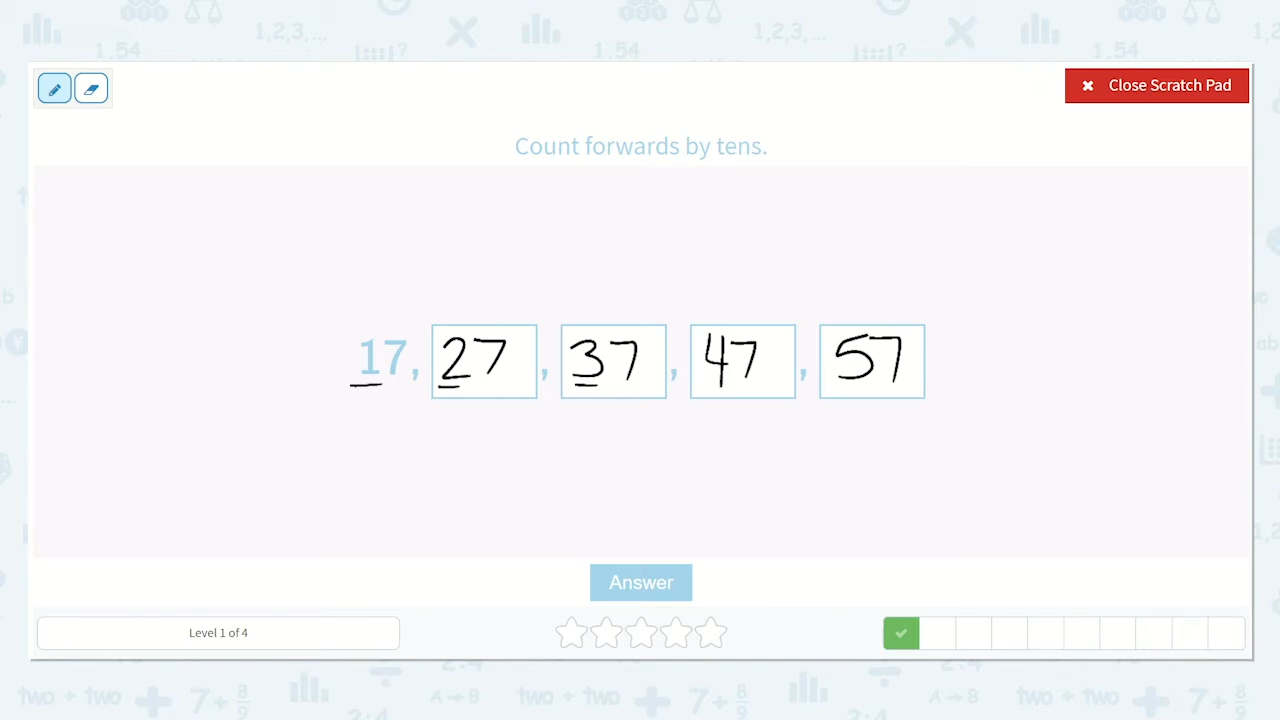 Close Scratch Pad
Count forwards by tens.
17, 27, 37, 47, 57
Answer
Level 1 of 4